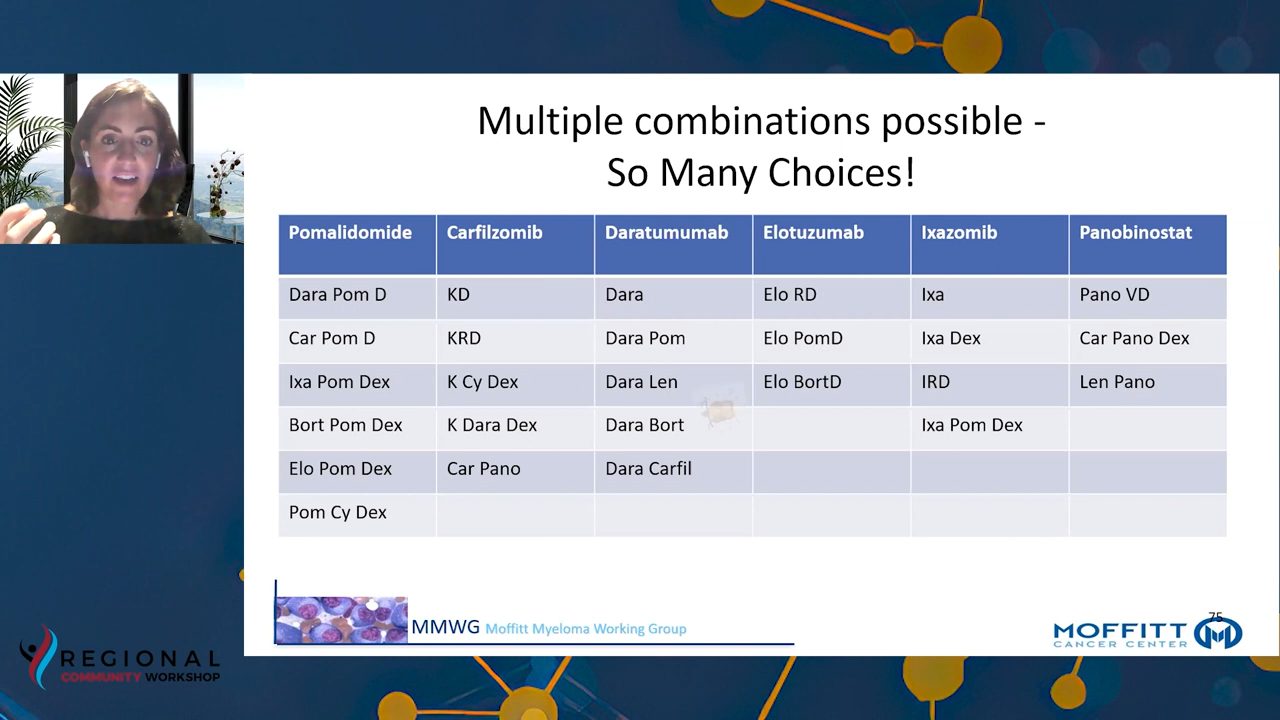 Multiple combinations possible -
So Many Choices!
Pomalidomide Carfilzomib Daratumumab Elotuzumab Ixazomib Panobinostat
Dara Pom D KD Dara Elo RD Ixa Pano VD
Car Pom D KRD Dara Pom Elo PomD Ixa Dex Car Pano Dex
Ixa Pom Dex K Cy Dex Dara Len Elo BortD IRD Len Pano
Bort Pom Dex K Dara Dex Dara Bort Ixa Pom Dex
Elo Pom Dex Car Pano Dara Carfil
Pom Cy Dex
MMWG Moffitt Myeloma Working Group
75
MOFFITT
CANCER CENTER
REGIONAL
COMMUNITY WORKSHOP